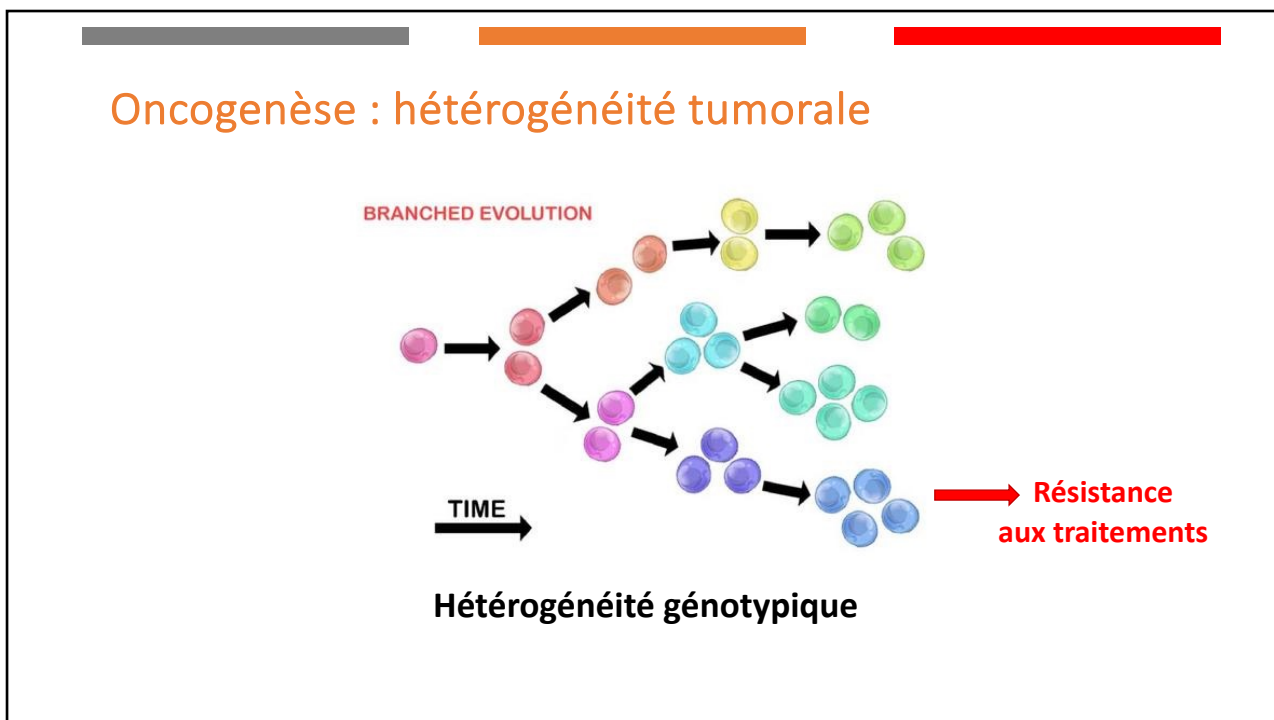 Oncogenèse : hétérogénéité tumorale
BRANCHED EVOLUTION
TIME
Résistance
aux traitements
Hétérogénéité génotypique